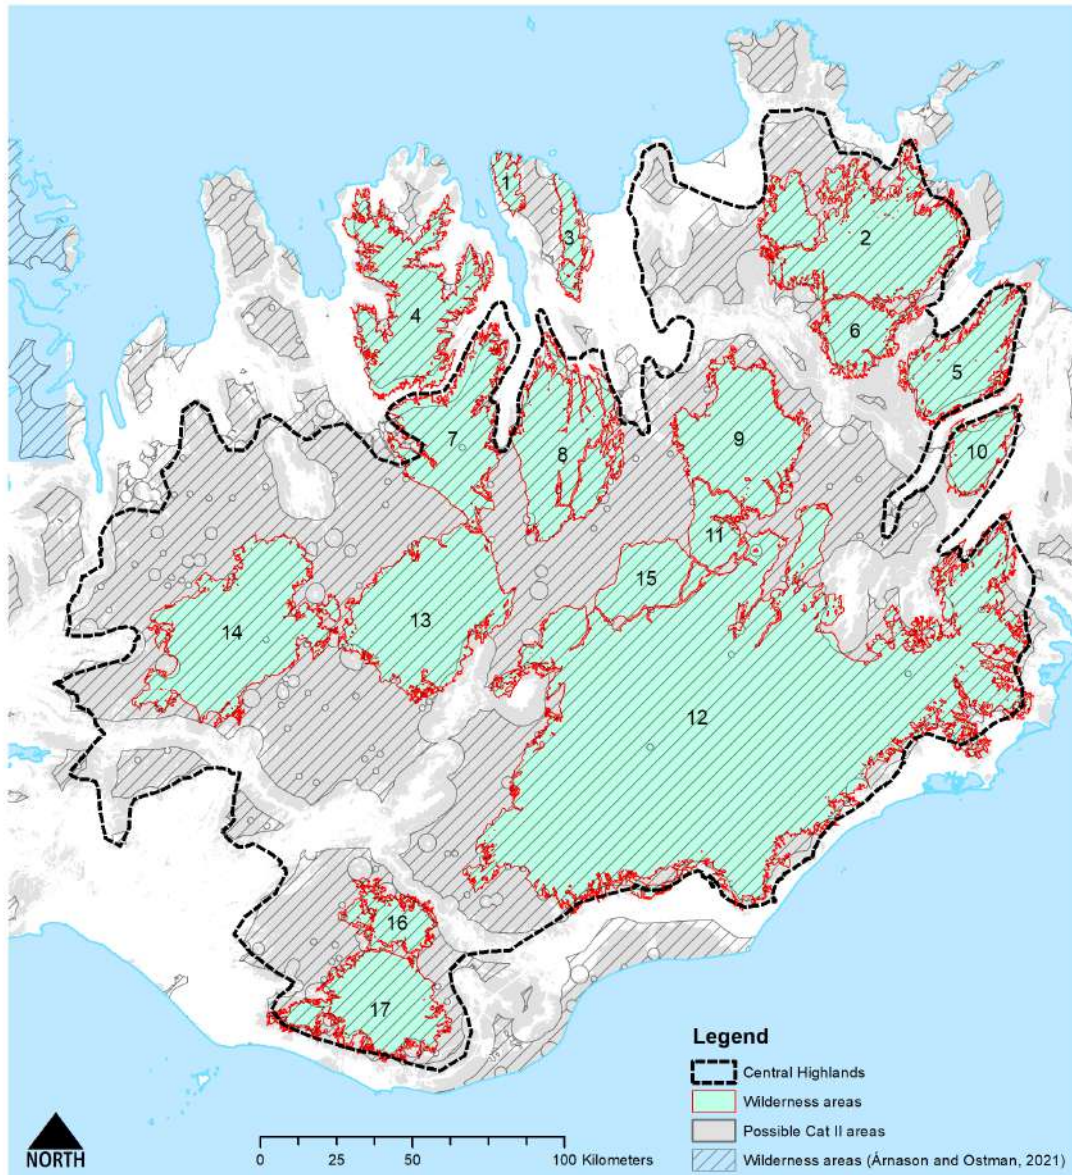 1
3
2
4
6
5
7
8
9
10
11
15
13
14
12
16
17
Legend
Central Highlands
Wilderness areas
Possible Cat II areas
Wilderness areas (Árnason and Ostman, 2021)
NORTH
0 25 50 100 Kilometers